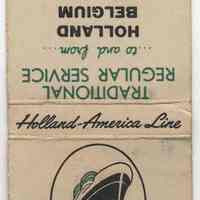 TRADITIONAL
REGULAR SERVICE
... to and from ...
HOLLAND
BELGIUM
Holland-America Line